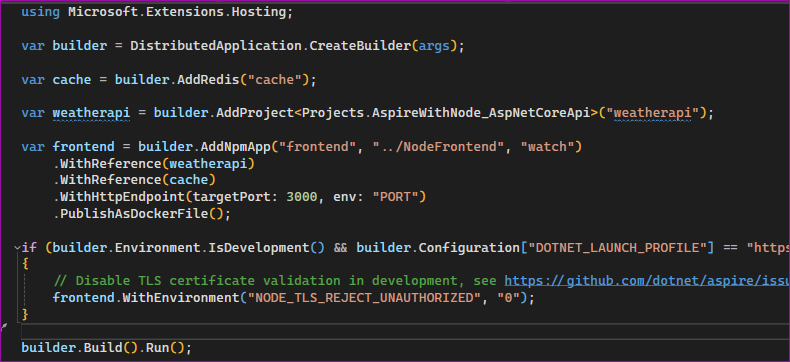 using Microsoft.Extensions.Hosting;
var builder = DistributedApplication.CreateBuilder(args);
var cache = builder.AddRedis("cache");
var weatherapi = builder.AddProject<Projects.AspireWithNode_AspNetCoreApi>("weatherapi");
var frontend = builder.AddNpmApp("frontend", "../NodeFrontend", "watch")
    .WithReference(weatherapi)
    .WithReference(cache)
    .WithHttpEndpoint(targetPort: 3000, env: "PORT")
    .PublishAsDockerFile();
if (builder.Environment.IsDevelopment() && builder.Configuration["DOTNET_LAUNCH_PROFILE"] == "https
{
    // Disable TLS certificate validation in development, see https://github.com/dotnet/aspire/issu
    frontend.WithEnvironment("NODE_TLS_REJECT_UNAUTHORIZED", "0");
}
builder.Build().Run();